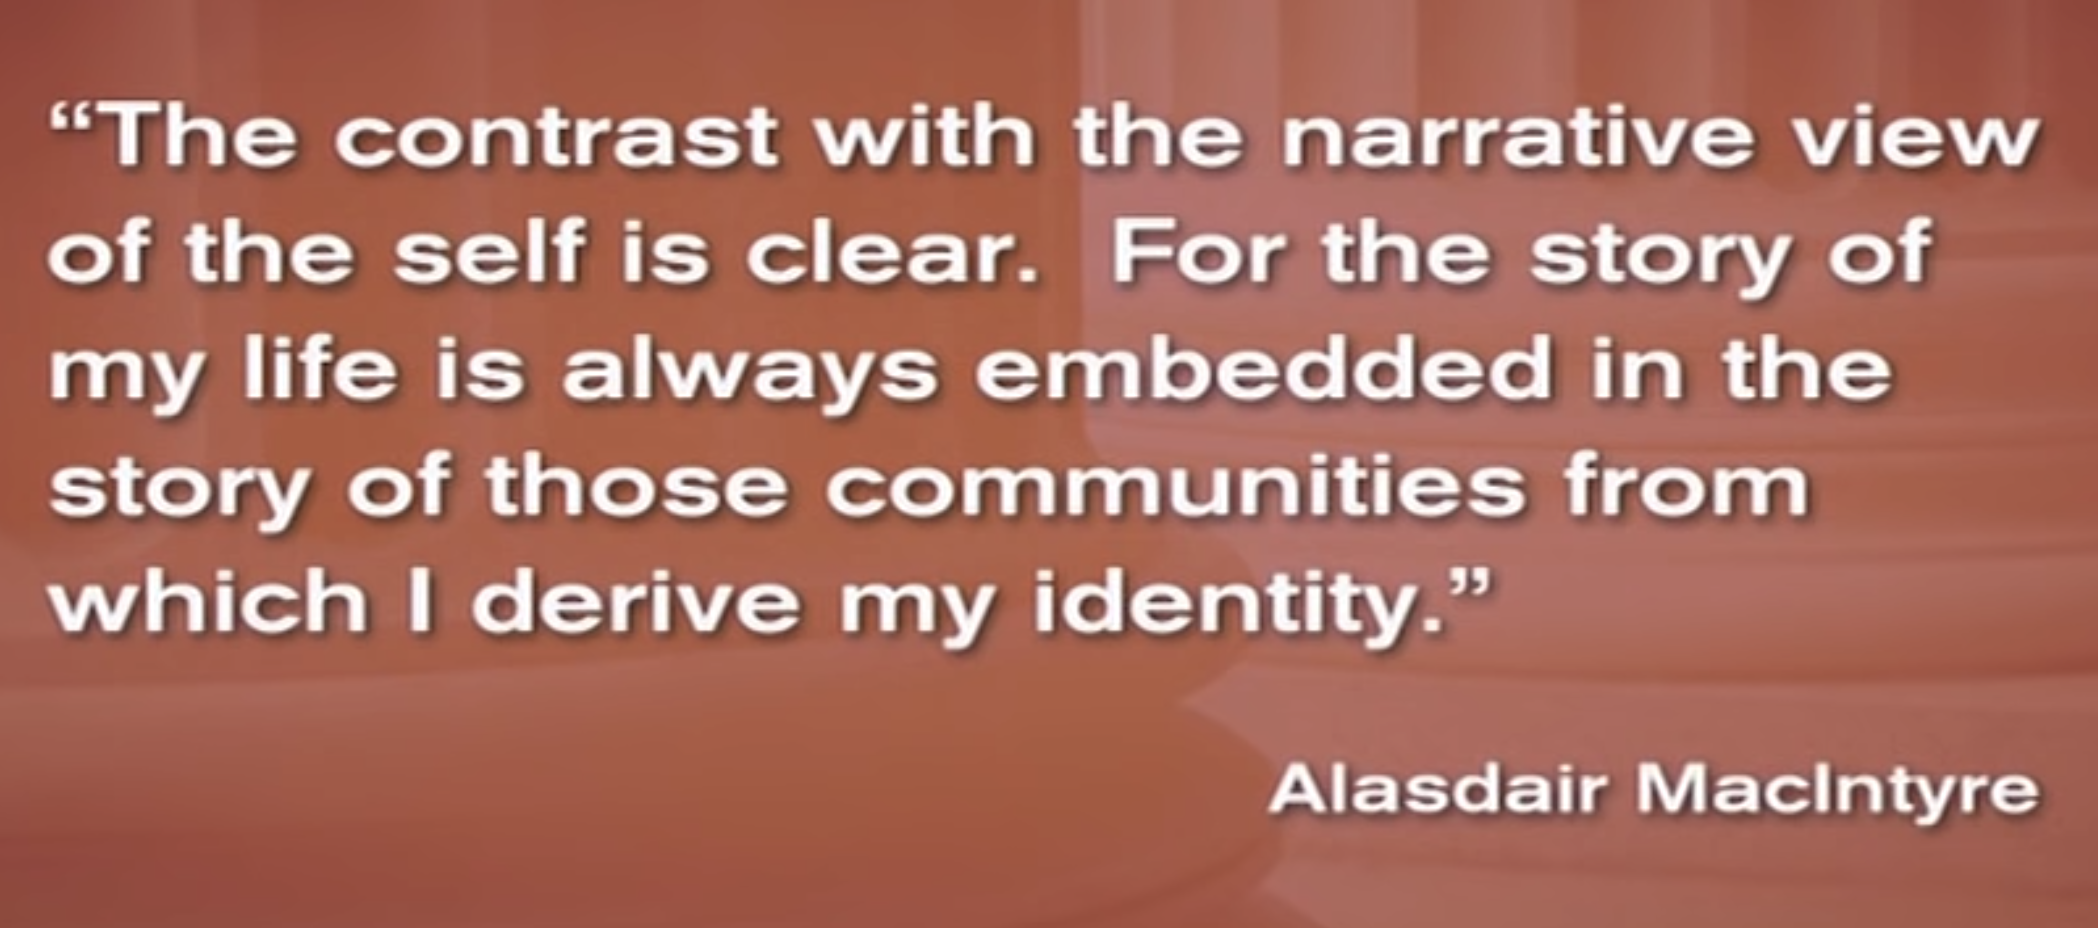 “The contrast with the narrative view
of the self is clear.  For the story of
my life is always embedded in the
story of those communities from
which I derive my identity.”
Alasdair MacIntyre